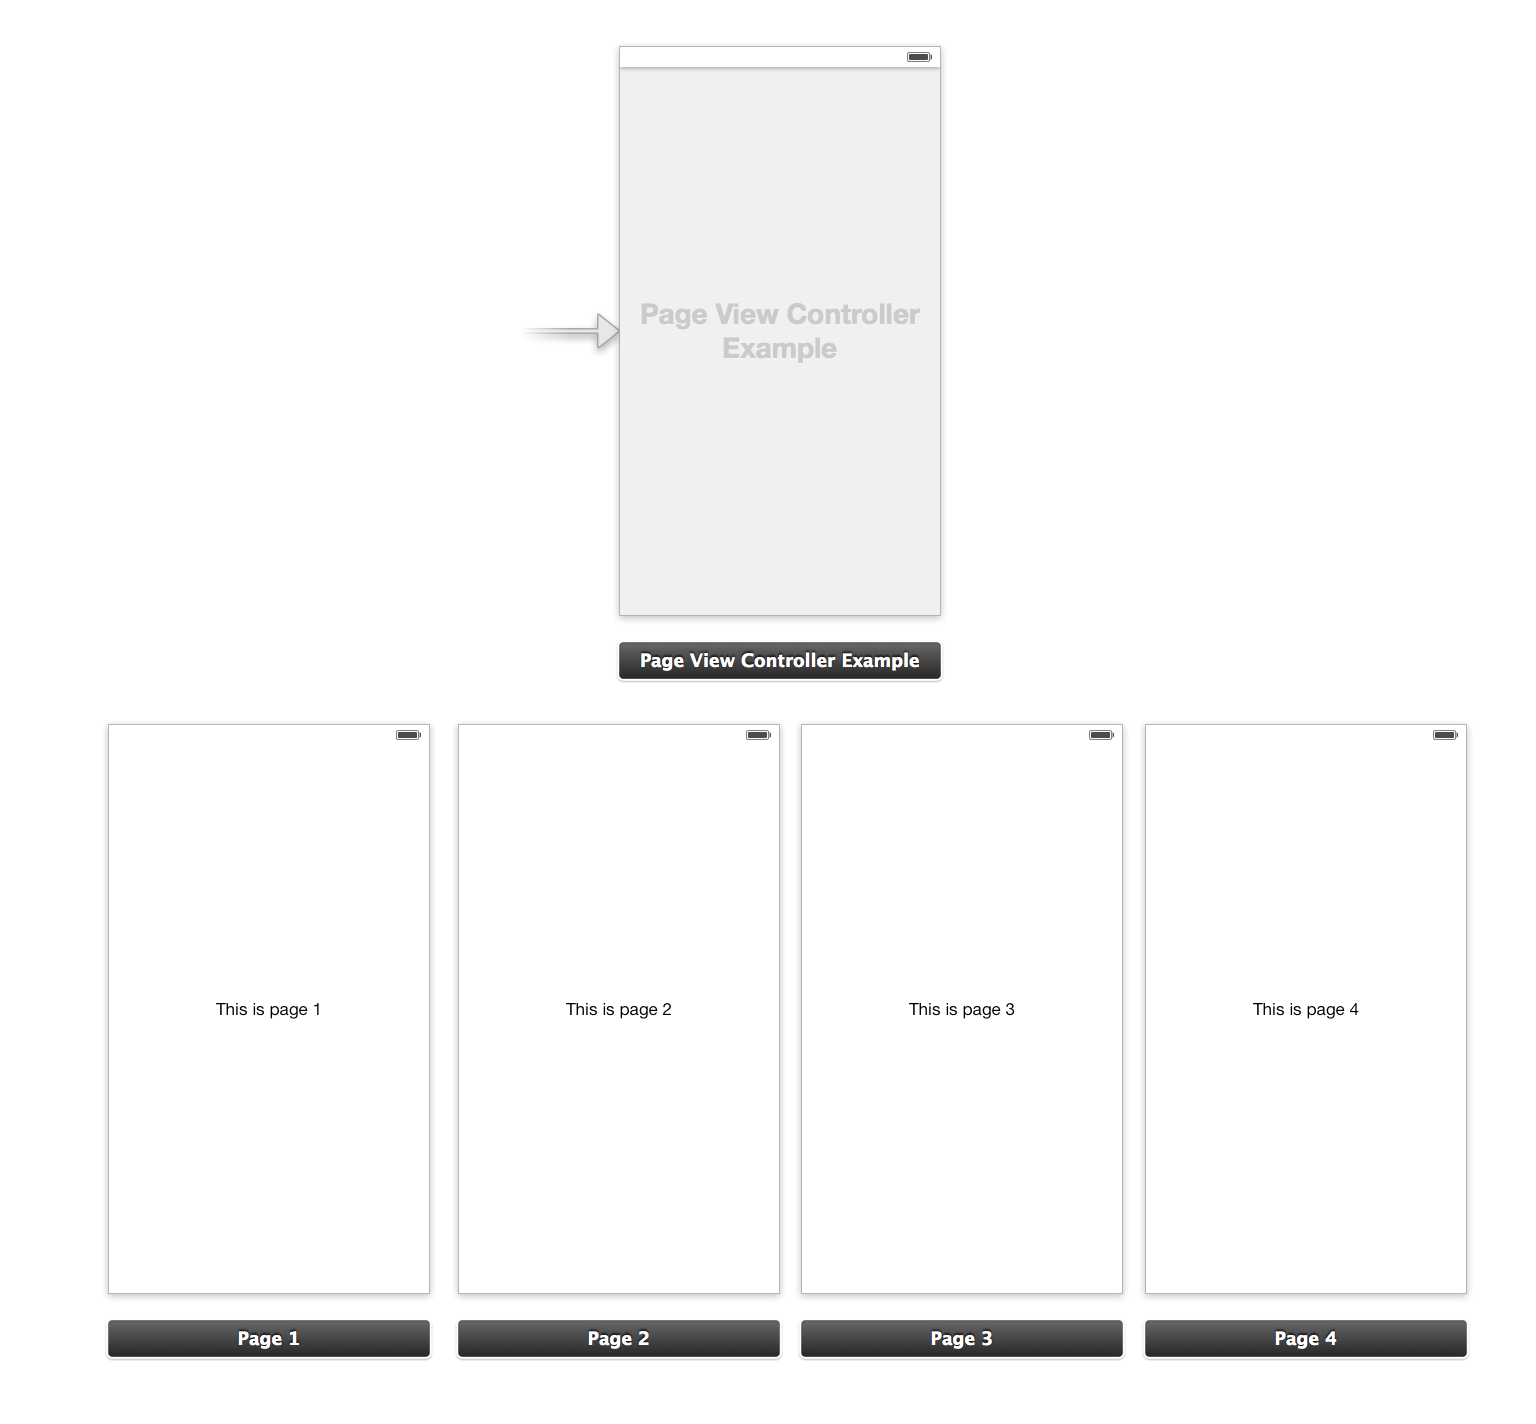 Page View Controller
Example
Page View Controller Example
This is page 1
This is page 2
This is page 3
This is page 4
Page 1
Page 2
Page 3
Page 4